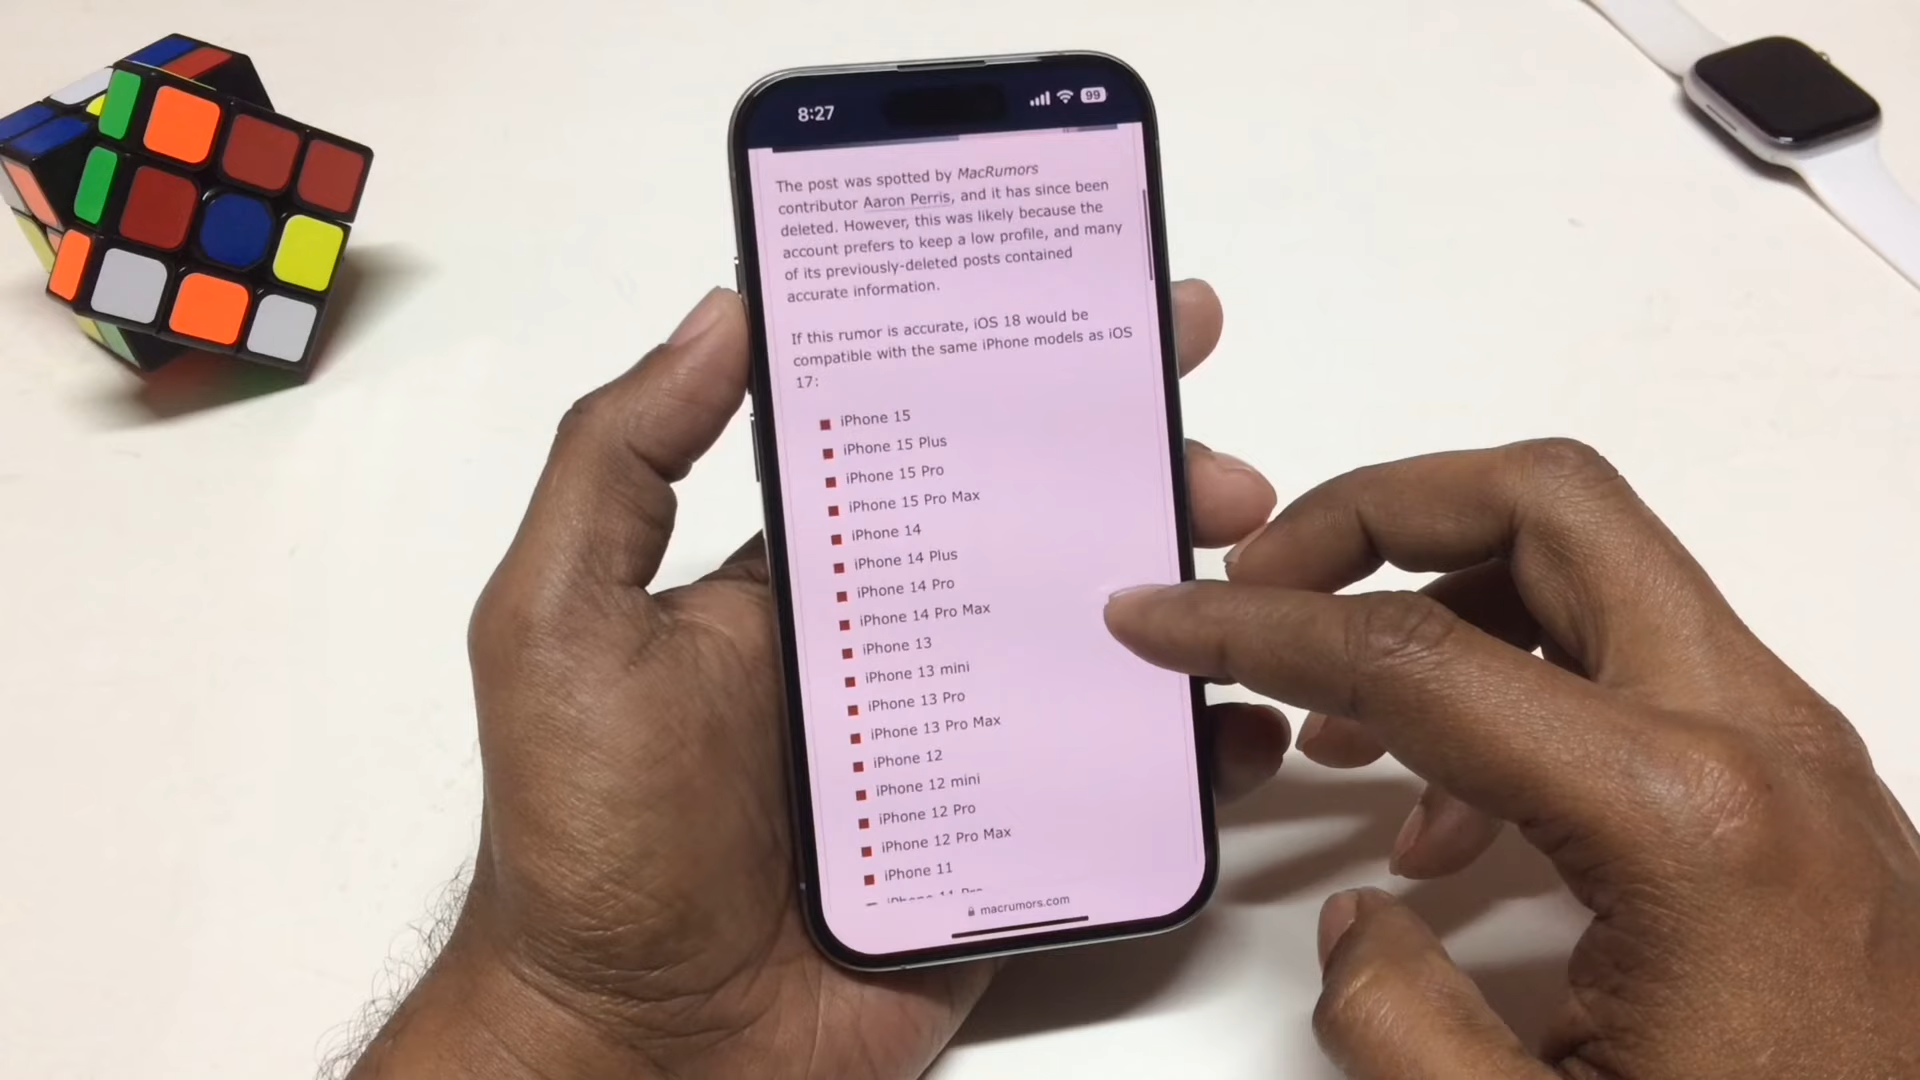 8:27
99
The post was spotted by MacRumors
contributor Aaron Perris, and it has since been
deleted. However, this was likely because the
account prefers to keep a low profile, and many
of its previously-deleted posts contained
accurate information.
If this rumor is accurate, iOS 18 would be
compatible with the same iPhone models as iOS
17:
iPhone 15
iPhone 15 Plus
iPhone 15 Pro
iPhone 15 Pro Max
iPhone 14
iPhone 14 Plus
iPhone 14 Pro
iPhone 14 Pro Max
iPhone 13
iPhone 13 mini
iPhone 13 Pro
iPhone 13 Pro Max
iPhone 12
iPhone 12 mini
iPhone 12 Pro
iPhone 12 Pro Max
iPhone 11
macrumors.com